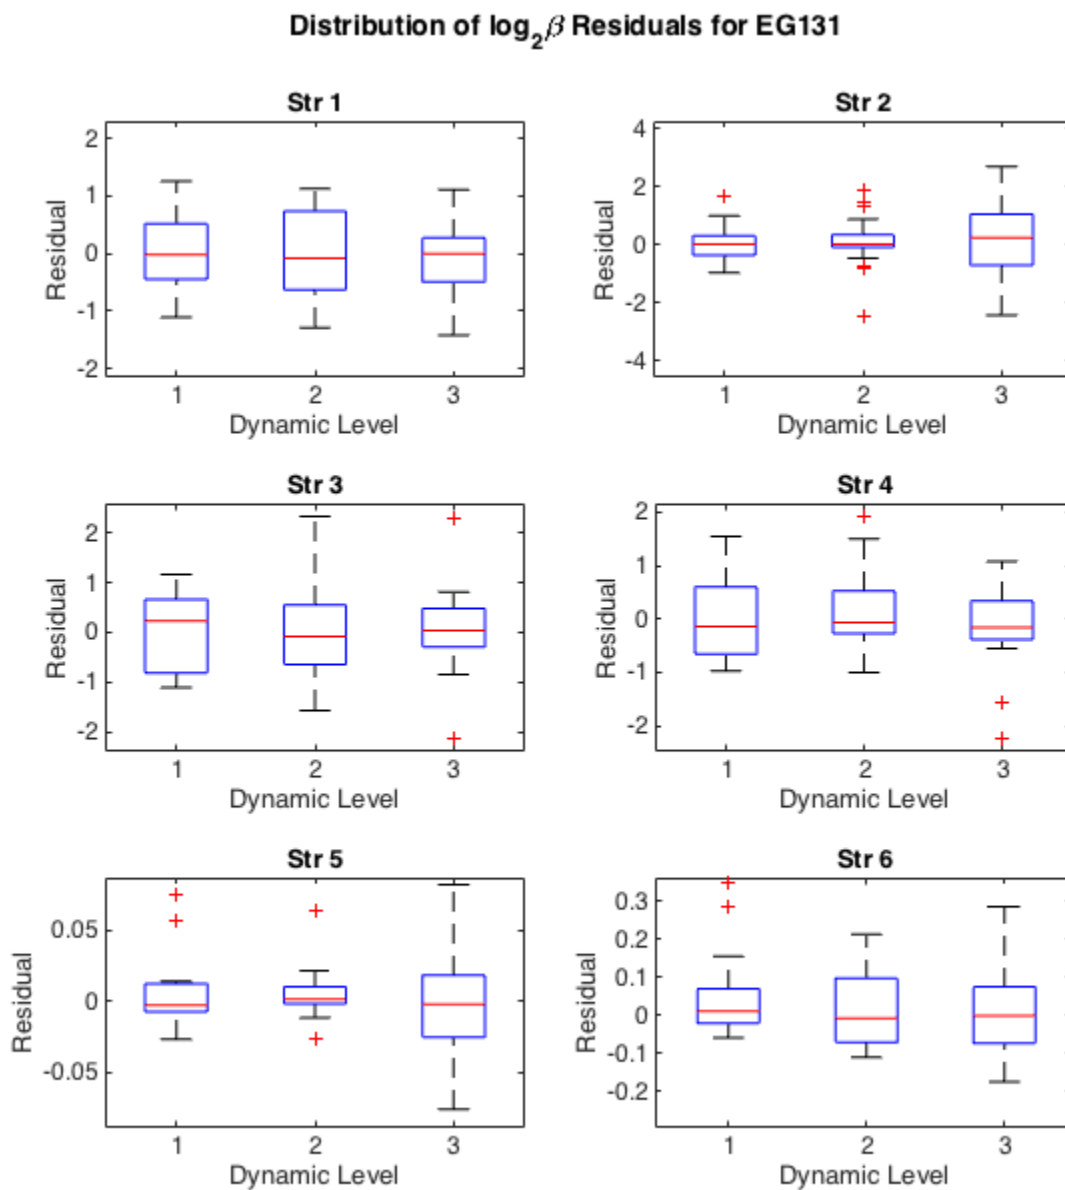 Distribution of log₂β Residuals for EG131
Str 1
Residual
2
1
0
-1
-2
1 2 3
Dynamic Level
Str 2
Residual
4
2
0
-2
-4
1 2 3
Dynamic Level
Str 3
Residual
2
1
0
-1
-2
1 2 3
Dynamic Level
Str 4
Residual
2
1
0
-1
-2
1 2 3
Dynamic Level
Str 5
Residual
0.05
0
-0.05
1 2 3
Dynamic Level
Str 6
Residual
0.3
0.2
0.1
0
-0.1
-0.2
1 2 3
Dynamic Level